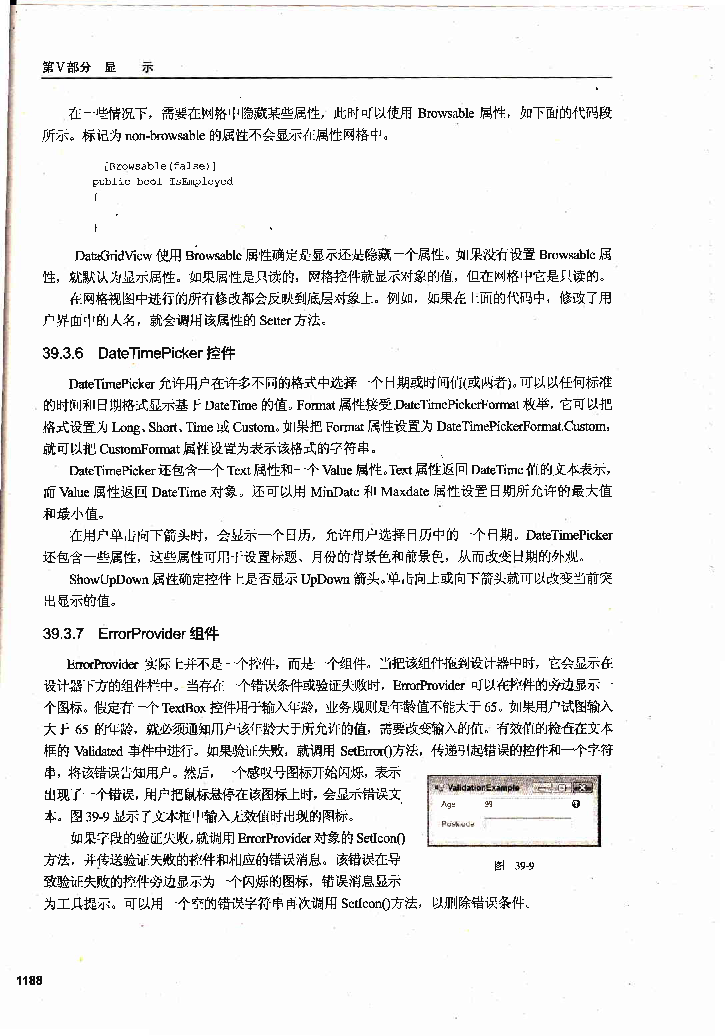 第V部分 显 示
在一些情况下，需要在网格中隐藏某些属性，此时可以使用 Browsable 属性，如下面的代码段
所示。标记为 non-browsable 的属性不会显示在属性网格中。
[Browsable(false)]
public bool IsEmployed
{
.
}
DataGridView 使用 Browsable 属性确定是显示还是隐藏一个属性。如果没有设置 Browsable 属
性，就默认为显示属性。如果属性是只读的，网格控件就显示对象的值，但在网格中它是只读的。
在网格视图中进行的所有修改都会反映到底层对象上。例如，如果在上面的代码中，修改了用
户界面中的人名，就会调用该属性的 Setter 方法。
39.3.6 DateTimePicker 控件
DateTimePicker 允许用户在许多不同的格式中选择一个日期或时间值(或两者)。可以以任何标准
的时间和日期格式显示基于 DateTime 的值。Format 属性接受 DateTimePickerFormat 枚举，它可以把
格式设置为 Long、Short、Time 或 Custom。如果把 Format 属性设置为 DateTimePickerFormat.Custom，
就可以把 CustomFormat 属性设置为表示该格式的字符串。
DateTimePicker 还包含一个 Text 属性和一个 Value 属性。Text 属性返回 DateTime 值的文本表示，
而 Value 属性返回 DateTime 对象。还可以用 MinDate 和 Maxdate 属性设置日期所允许的最大值
和最小值。
在用户单击向下箭头时，会显示一个日历，允许用户选择日历中的一个日期。DateTimePicker
还包含一些属性，这些属性可用于设置标题、月份的背景色和前景色，从而改变日期的外观。
ShowUpDown 属性确定控件上是否显示 UpDown 箭头。单击向上或向下箭头就可以改变当前突
出显示的值。
39.3.7 ErrorProvider 组件
ErrorProvider 实际上并不是一个控件，而是一个组件。当把该组件拖到设计器中时，它会显示在
设计器下方的组件栏中。当存在一个错误条件或验证失败时，ErrorProvider 可以在控件的旁边显示一
个图标。假定有一个 TextBox 控件用于输入年龄，业务规则是年龄值不能大于 65。如果用户试图输入
大于 65 的年龄，就必须通知用户该年龄大于所允许的值，需要改变输入的值。有效值的检查在文本
框的 Validated 事件中进行。如果验证失败，就调用 SetError()方法，传递引起错误的控件和一个字符
串，将该错误告知用户。然后，一个感叹号图标开始闪烁，表示
出现了一个错误，用户把鼠标悬停在该图标上时，会显示错误文
本。图 39-9 显示了文本框中输入无效值时出现的图标。
如果字段的验证失败，就调用 ErrorProvider 对象的 SetIcon()
方法，并传送验证失败的控件和相应的错误消息。该错误在导
致验证失败的控件旁边显示为一个闪烁的图标，错误消息显示
为工具提示。可以用一个空的错误字符串再次调用 SetIcon()方法，以删除错误条件。
ValidationExample
Age 99
Postcode
图 39-9
1188